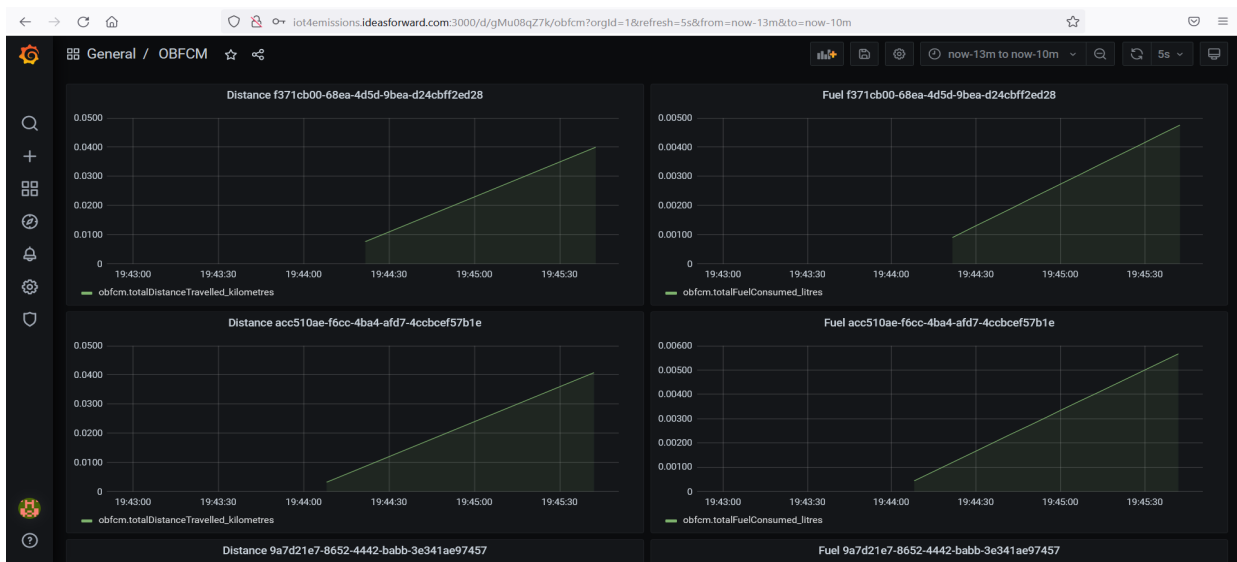 iot4emissions.ideasforward.com:3000/d/gMu08qZ7k/obfcm?orgId=1&refresh=5s&from=now-13m&to=now-10m
General / OBFCM
now-13m to now-10m
5s
Distance f371cb00-68ea-4d5d-9bea-d24cbff2ed28
0.0500
0.0400
0.0300
0.0200
0.0100
0
19:43:00 19:43:30 19:44:00 19:44:30 19:45:00 19:45:30
obfcm.totalDistanceTravelled_kilometres
Fuel f371cb00-68ea-4d5d-9bea-d24cbff2ed28
0.00500
0.00400
0.00300
0.00200
0.00100
0
19:43:00 19:43:30 19:44:00 19:44:30 19:45:00 19:45:30
obfcm.totalFuelConsumed_litres
Distance acc510ae-f6cc-4ba4-afd7-4ccbcef57b1e
0.0500
0.0400
0.0300
0.0200
0.0100
0
19:43:00 19:43:30 19:44:00 19:44:30 19:45:00 19:45:30
obfcm.totalDistanceTravelled_kilometres
Fuel acc510ae-f6cc-4ba4-afd7-4ccbcef57b1e
0.00600
0.00500
0.00400
0.00300
0.00200
0.00100
0
19:43:00 19:43:30 19:44:00 19:44:30 19:45:00 19:45:30
obfcm.totalFuelConsumed_litres
Distance 9a7d21e7-8652-4442-babb-3e341ae97457
Fuel 9a7d21e7-8652-4442-babb-3e341ae97457